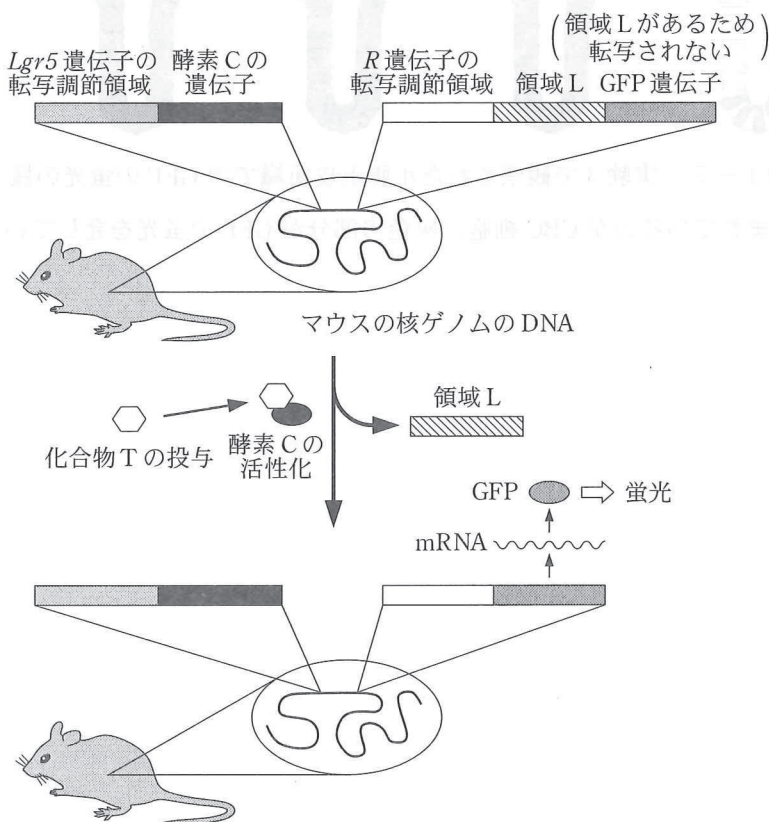 (領域Lがあるため
転写されない)
Lgr5遺伝子の 酵素Cの R遺伝子の
転写調節領域 遺伝子 転写調節領域 領域L GFP遺伝子
マウスの核ゲノムのDNA
化合物Tの投与
酵素Cの
活性化
領域L
GFP 蛍光
mRNA